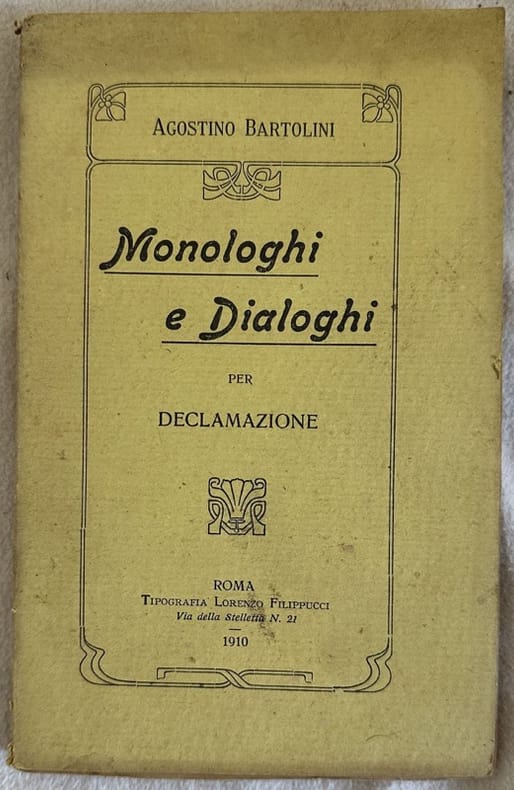 AGOSTINO BARTOLINI
Monologhi
e Dialoghi
PER
DECLAMAZIONE
ROMA
TIPOGRAFIA LORENZO FILIPPUCCI
Via della Stelletta N. 21
1910